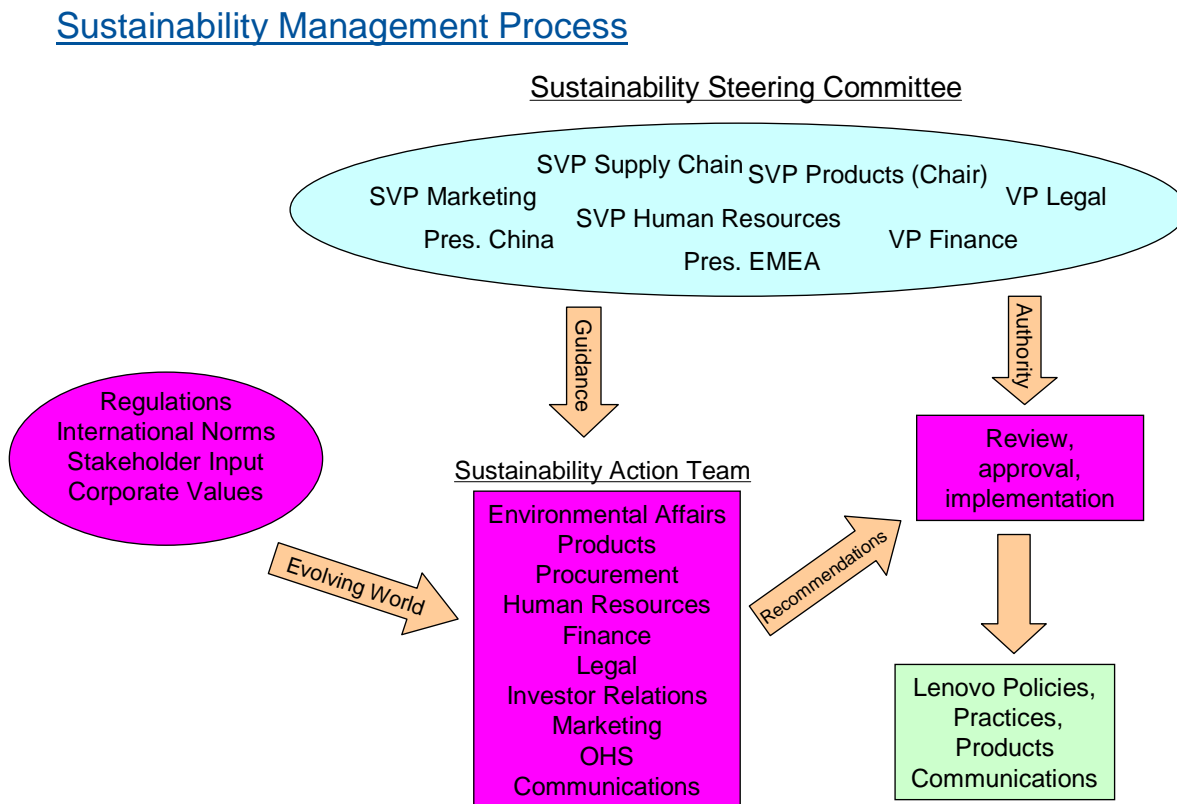 Sustainability Management Process
Sustainability Steering Committee
SVP Supply Chain
SVP Products (Chair)
SVP Marketing
VP Legal
SVP Human Resources
Pres. China
VP Finance
Pres. EMEA
Guidance
Authority
Regulations
International Norms
Stakeholder Input
Corporate Values
Evolving World
Sustainability Action Team
Environmental Affairs
Products
Procurement
Human Resources
Finance
Legal
Investor Relations
Marketing
OHS
Communications
Recommendations
Review,
approval,
implementation
Lenovo Policies,
Practices,
Products
Communications